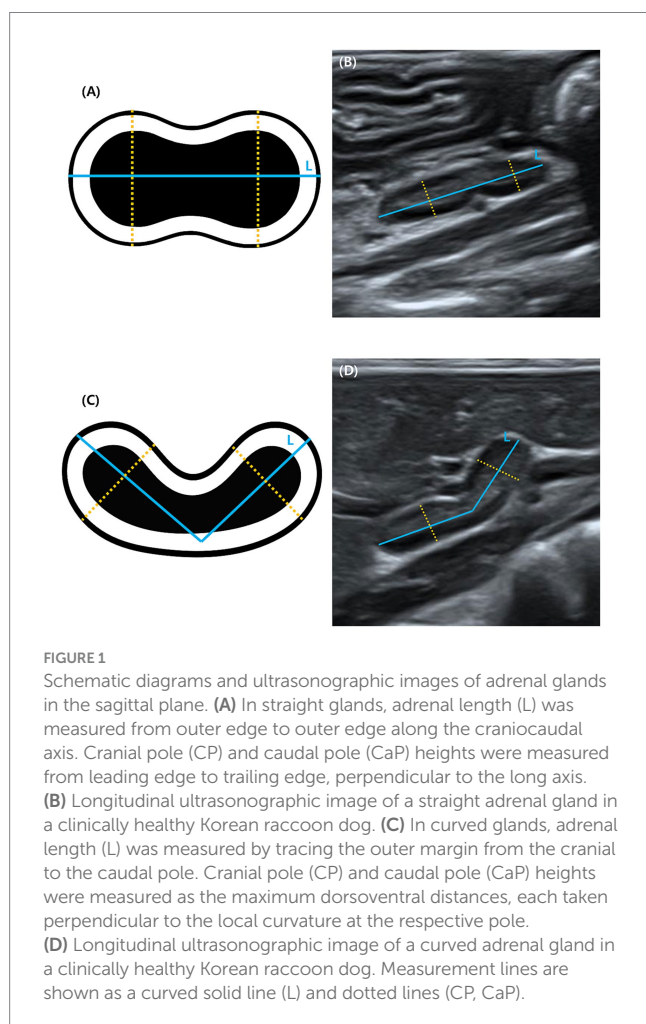 (A)
L
(B)
L
(C)
L
(D)
L
FIGURE 1
Schematic diagrams and ultrasonographic images of adrenal glands
in the sagittal plane. (A) In straight glands, adrenal length (L) was
measured from outer edge to outer edge along the craniocaudal
axis. Cranial pole (CP) and caudal pole (CaP) heights were measured
from leading edge to trailing edge, perpendicular to the long axis.
(B) Longitudinal ultrasonographic image of a straight adrenal gland in
a clinically healthy Korean raccoon dog. (C) In curved glands, adrenal
length (L) was measured by tracing the outer margin from the cranial
to the caudal pole. Cranial pole (CP) and caudal pole (CaP) heights
were measured as the maximum dorsoventral distances, each taken
perpendicular to the local curvature at the respective pole.
(D) Longitudinal ultrasonographic image of a curved adrenal gland in
a clinically healthy Korean raccoon dog. Measurement lines are
shown as a curved solid line (L) and dotted lines (CP, CaP).